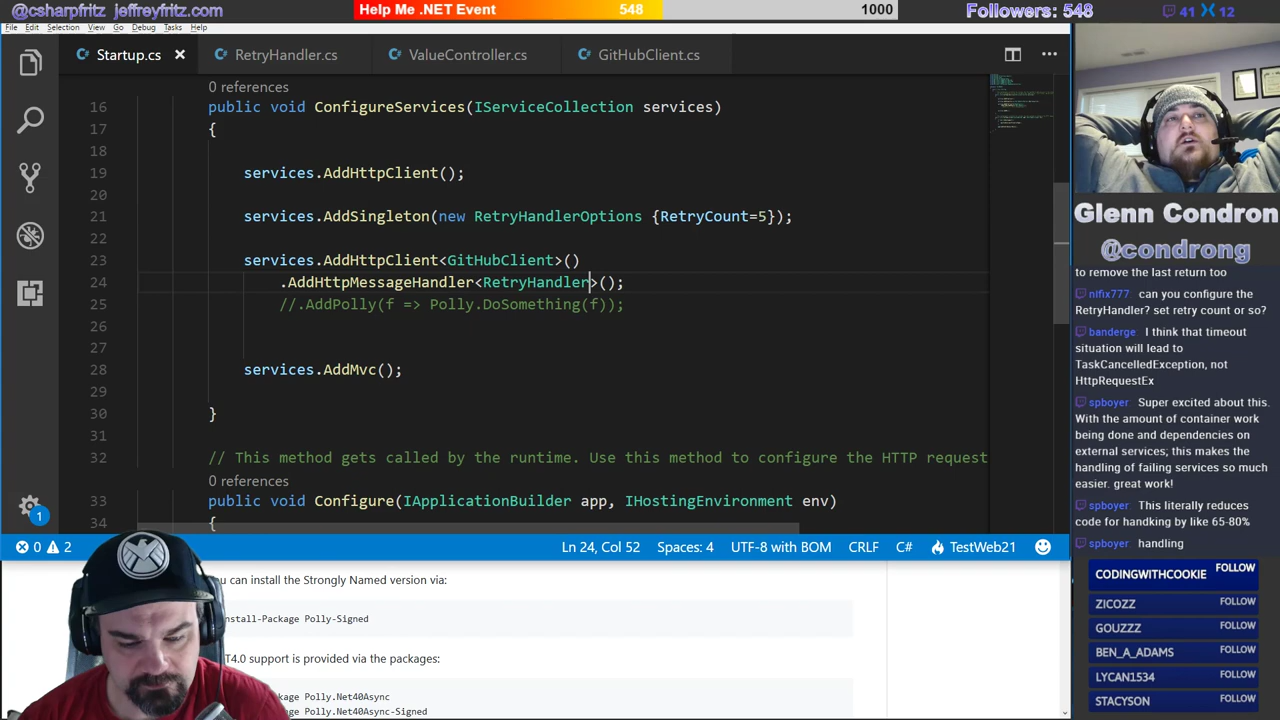 @csharpfritz jeffreyfritz.com
Help Me .NET Event 548 1000
Followers: 548 41 12
File Edit Selection View Go Debug Tasks Help
Startup.cs
RetryHandler.cs
ValueController.cs
GitHubClient.cs
0 references
16 public void ConfigureServices(IServiceCollection services)
17 {
18
19 services.AddHttpClient();
20
21 services.AddSingleton(new RetryHandlerOptions {RetryCount=5});
22
23 services.AddHttpClient<GitHubClient>()
24 .AddHttpMessageHandler<RetryHandler>();
25 //.AddPolly(f => Polly.DoSomething(f));
26
27
28 services.AddMvc();
29
30 }
31
32 // This method gets called by the runtime. Use this method to configure the HTTP request
0 references
33 public void Configure(IApplicationBuilder app, IHostingEnvironment env)
34 {
1
0 2 Ln 24, Col 52 Spaces: 4 UTF-8 with BOM CRLF C# TestWeb21
ou can install the Strongly Named version via:
nstall-Package Polly-Signed
T4.0 support is provided via the packages:
ackage Polly.Net40Async
ackage Polly.Net40Async-Signed
Glenn Condron
@condrong
to remove the last return too
nlfix777 can you configure the
RetryHandler? set retry count or so?
banderge I think that timeout
situation will lead to
TaskCancelledException, not
HttpRequestEx
spboyer Super excited about this.
With the amount of container work
being done and dependencies on
external services; this makes the
handling of failing services so much
easier. great work!
spboyer This literally reduces
code for handking by like 65-80%
spboyer handling
CODINGWITHCOOKIE FOLLOW
ZICOZZ FOLLOW
GOUZZZ FOLLOW
BEN_A_ADAMS FOLLOW
LYCAN1534 FOLLOW
STACYSON FOLLOW